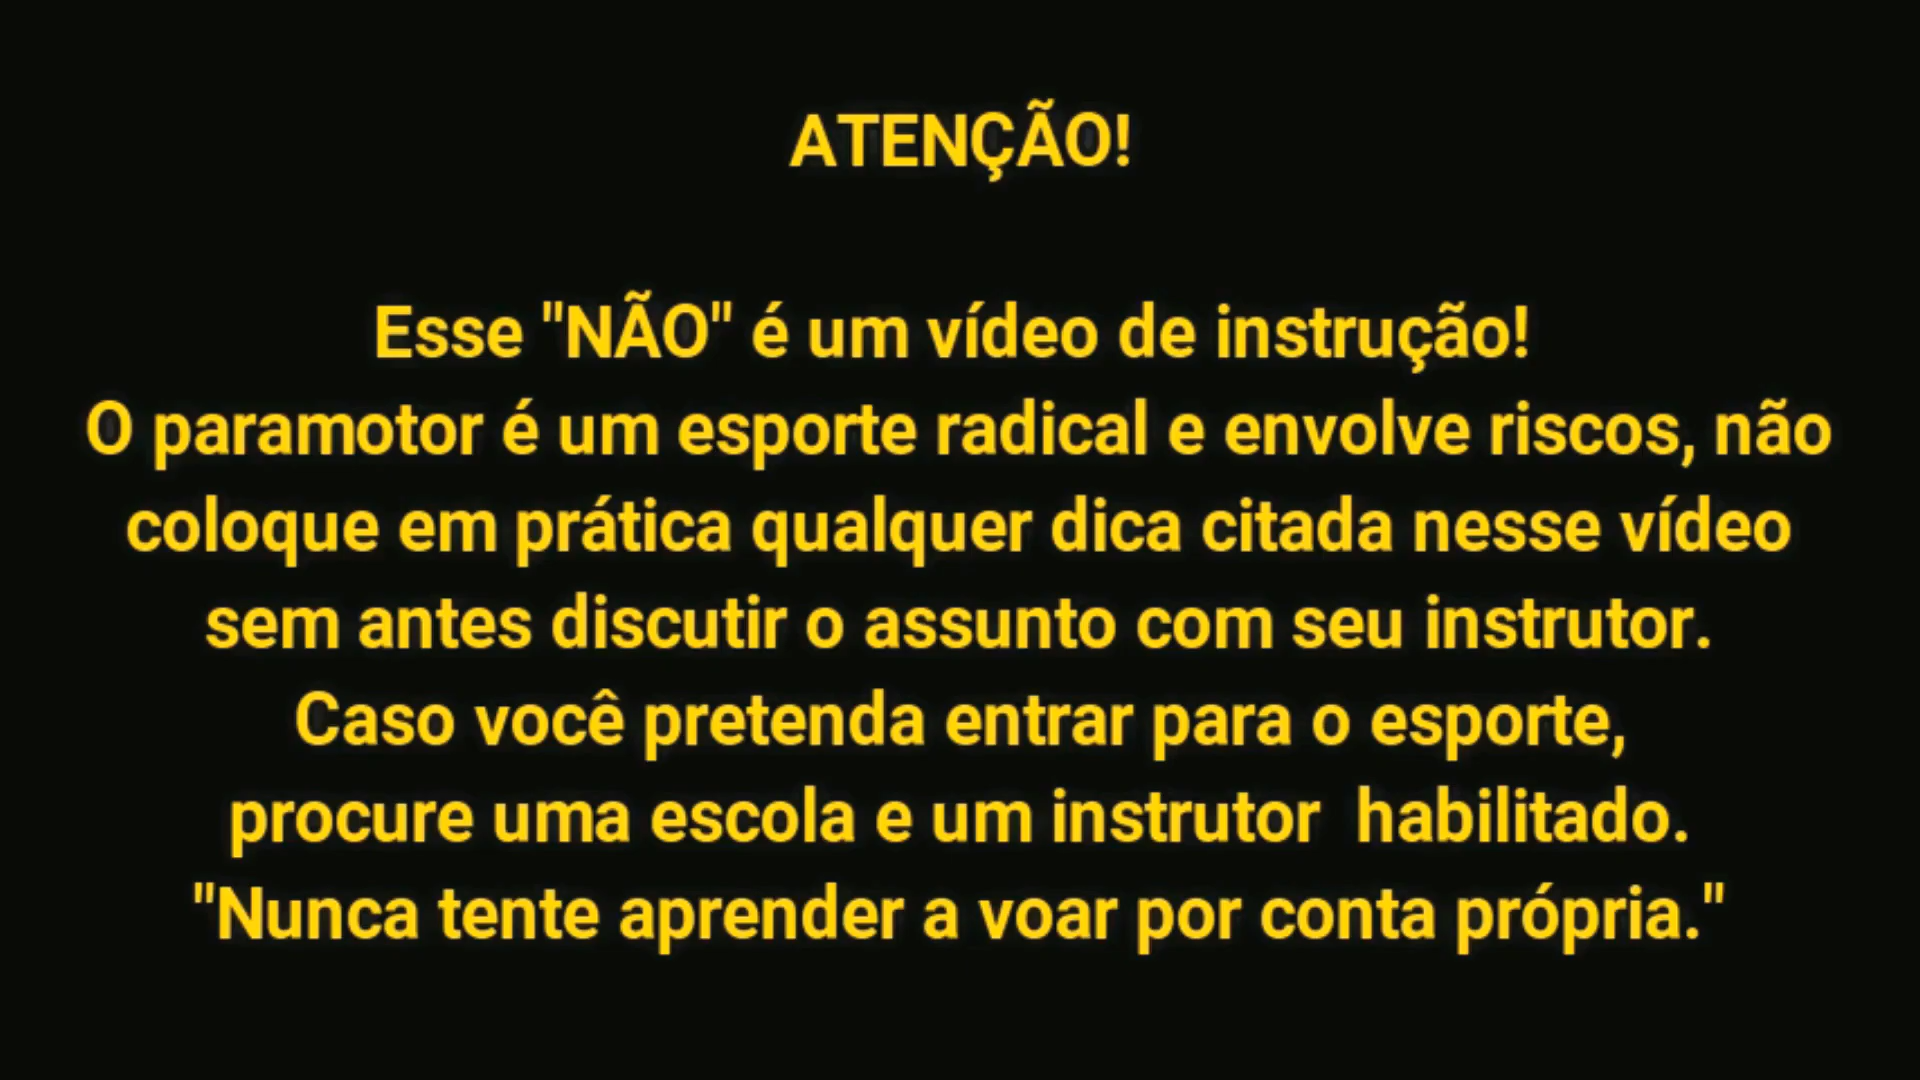 ATENÇÃO!
Esse "NÃO" é um vídeo de instrução!
O paramotor é um esporte radical e envolve riscos, não
coloque em prática qualquer dica citada nesse vídeo
sem antes discutir o assunto com seu instrutor.
Caso você pretenda entrar para o esporte,
procure uma escola e um instrutor  habilitado.
"Nunca tente aprender a voar por conta própria."